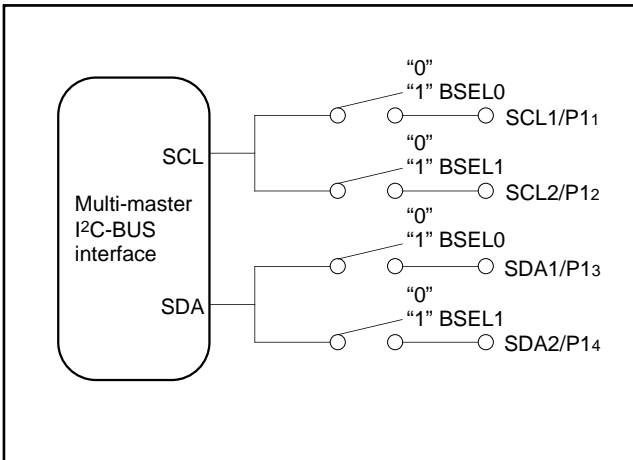 “0”
“1” BSEL0
SCL1/P11
SCL
“0”
“1” BSEL1
SCL2/P12
Multi-master
I2C-BUS
interface
“0”
“1” BSEL0
SDA1/P13
SDA
“0”
“1” BSEL1
SDA2/P14